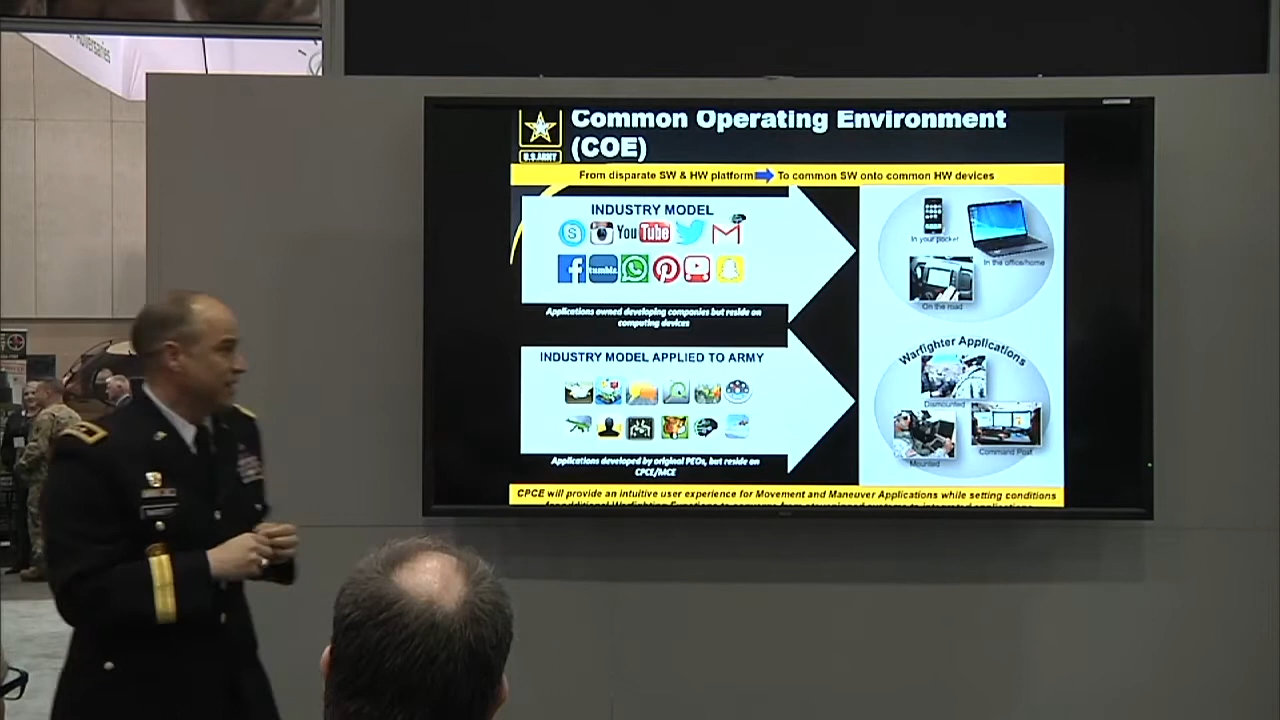 Adversaries
Common Operating Environment
(COE)
U.S.ARMY
From disparate SW & HW platform To common SW onto common HW devices
INDUSTRY MODEL
You Tube
tumblr
Applications owned developing companies but reside on
computing devices
In your pocket
In the office/home
On the road
INDUSTRY MODEL APPLIED TO ARMY
Applications developed by original PEOs, but reside on
CPCE/MCE
Warfighter Applications
Dismounted
Mounted
Command Post
CPCE will provide an intuitive user experience for Movement and Maneuver Applications while setting conditions